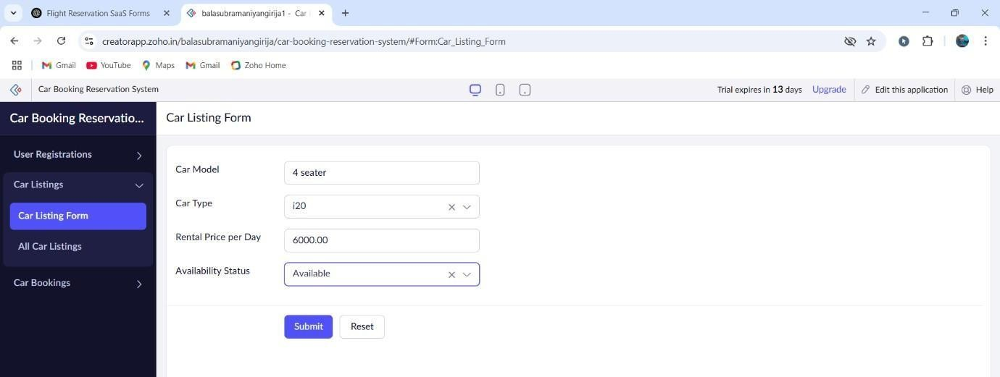 Flight Reservation SaaS Forms
balasubramaniyangirija1 - Car
creatorapp.zoho.in/balasubramaniyangirija/car-booking-reservation-system/#Form:Car_Listing_Form
Gmail YouTube Maps Gmail Zoho Home
Car Booking Reservation System Trial expires in 13 days Upgrade Edit this application Help
Car Booking Reservatio...
Car Listing Form
User Registrations
Car Listings
Car Listing Form
All Car Listings
Car Bookings
Car Model 4 seater
Car Type i20
Rental Price per Day 6000.00
Availability Status Available
Submit Reset